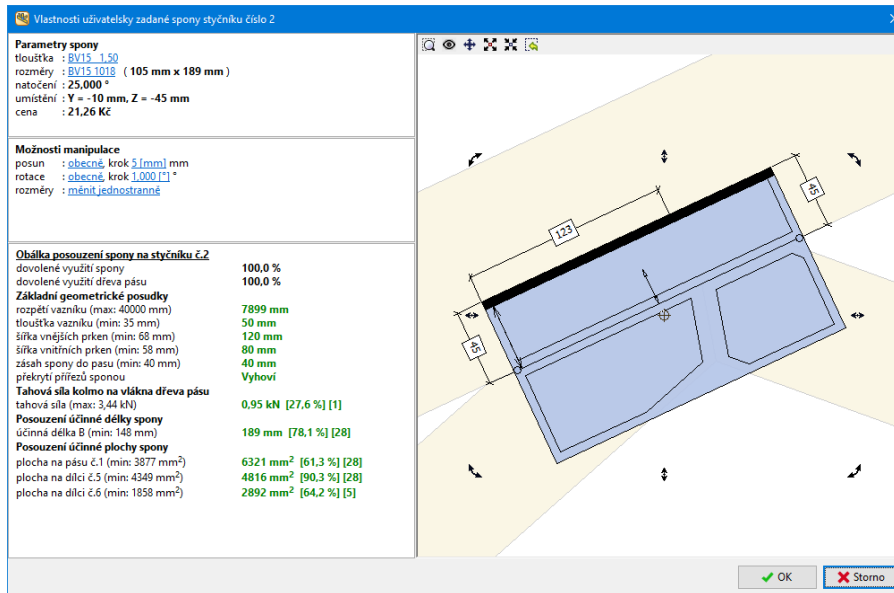 Vlastnosti uživatelsky zadané spony styčníku číslo 2
Parametry spony
tloušťka : BV15 1,50
rozměry : BV15 1018 ( 105 mm x 189 mm )
natočení : 25,000 °
umístění : Y = -10 mm, Z = -45 mm
cena : 21,26 Kč
Možnosti manipulace
posun : obecně, krok 5 [mm] mm
rotace : obecně, krok 1,000 [°] °
rozměry : měnit jednostranně
Obálka posouzení spony na styčníku č.2
dovolené využití spony 100,0 %
dovolené využití dřeva pásu 100,0 %
Základní geometrické posudky
rozpětí vazníku (max: 40000 mm) 7899 mm
tloušťka vazníku (min: 35 mm) 50 mm
šířka vnějších prken (min: 68 mm) 120 mm
šířka vnitřních prken (min: 58 mm) 80 mm
zásah spony do pasu (min: 40 mm) 40 mm
překrytí přířezů sponou Vyhoví
Tahová síla kolmo na vlákna dřeva pásu
tahová síla (max: 3,44 kN) 0,95 kN [27,6 %] [1]
Posouzení účinné délky spony
účinná délka B (min: 148 mm) 189 mm [78,1 %] [28]
Posouzení účinné plochy spony
plocha na pásu č.1 (min: 3877 mm²) 6321 mm² [61,3 %] [28]
plocha na dílci č.5 (min: 4349 mm²) 4816 mm² [90,3 %] [28]
plocha na dílci č.6 (min: 1858 mm²) 2892 mm² [64,2 %] [5]
45
123
45
OK
Storno